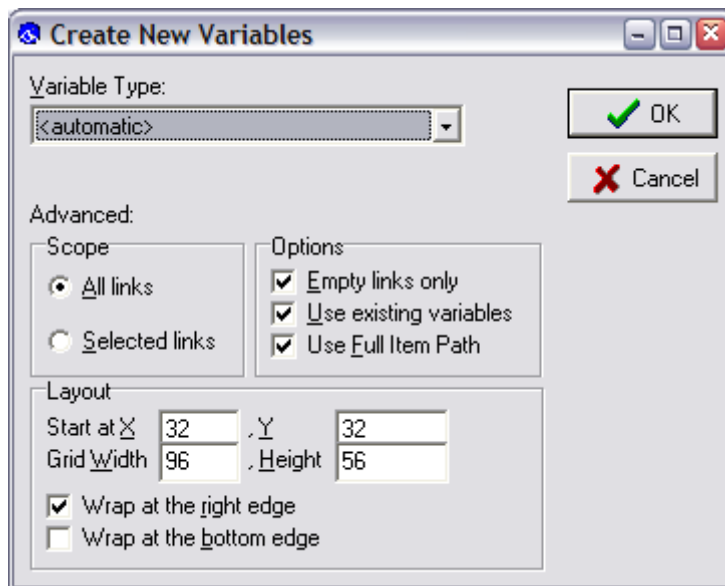 Create New Variables
Variable Type:
<automatic>
OK
Cancel
Advanced:
Scope
All links
Selected links
Options
Empty links only
Use existing variables
Use Full Item Path
Layout
Start at X 32 , Y 32
Grid Width 96 , Height 56
Wrap at the right edge
Wrap at the bottom edge